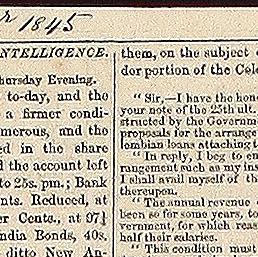 1845
NTELLIGENCE.
hursday Evening.
to-day, and the
a firmer condi-
merous, and the
ed in the share
d the account left
to 25s. pm.; Bank
nts. Reduced, at
er Cents., at 97½
ndia Bonds, 40s.
ditto New An-
them, on the subject o
dor portion of the Col
"Sir,—I have the hon
your note of the 25th ult.
structed by the Governm
proposals for the arrange
lombian loans attaching t
"In reply, I beg to en
rangement such as my ins
I shall avail myself of th
thereupon.
"The annual revenue
been so for some years, to
vernment, for which reas
half their salaries.
"This condition must